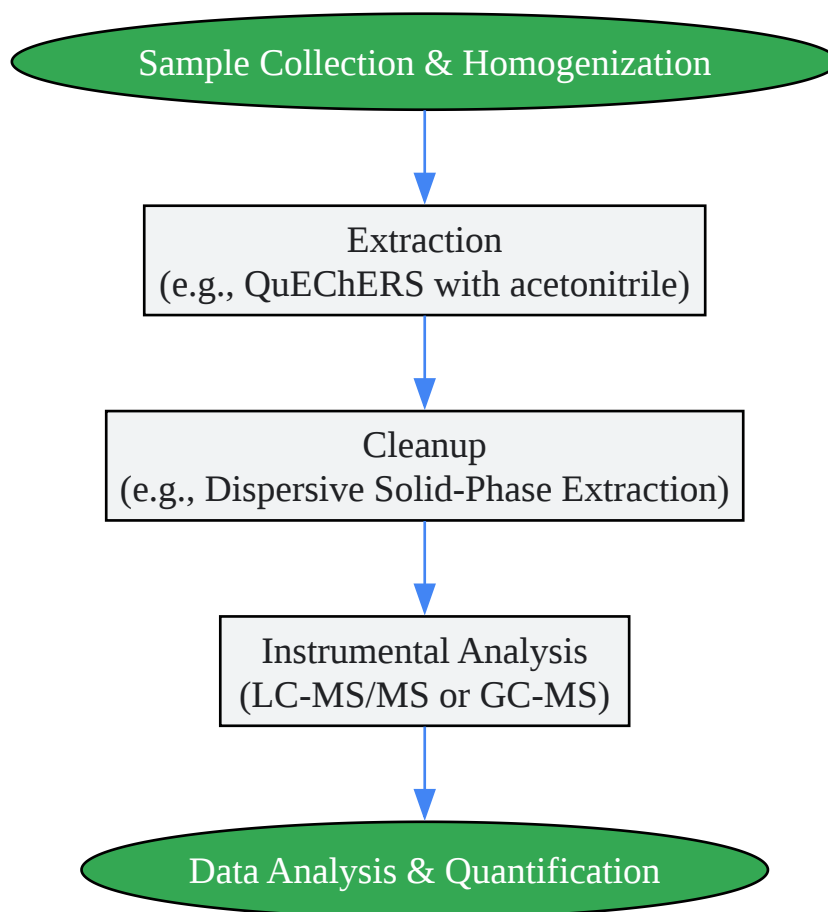 Sample Collection & Homogenization
Extraction
(e.g., QuEChERS with acetonitrile)
Cleanup
(e.g., Dispersive Solid-Phase Extraction)
Instrumental Analysis
(LC-MS/MS or GC-MS)
Data Analysis & Quantification